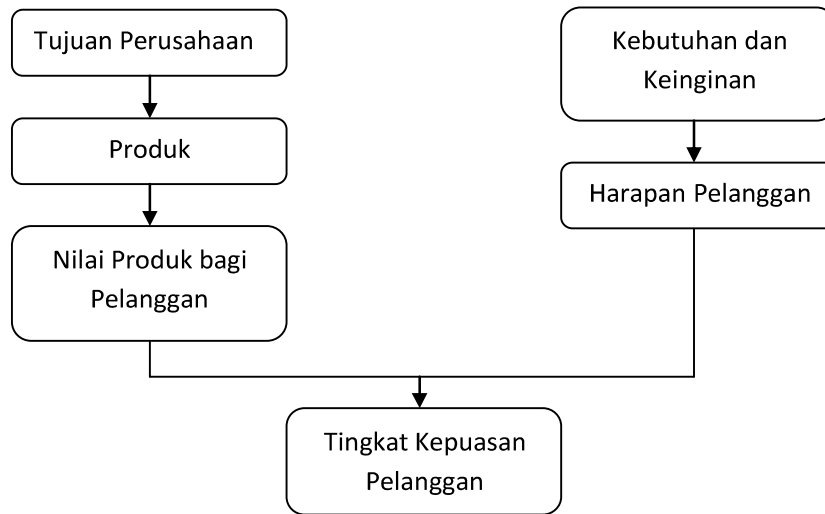 Tujuan Perusahaan
Produk
Nilai Produk bagi
Pelanggan
Kebutuhan dan
Keinginan
Harapan Pelanggan
Tingkat Kepuasan
Pelanggan